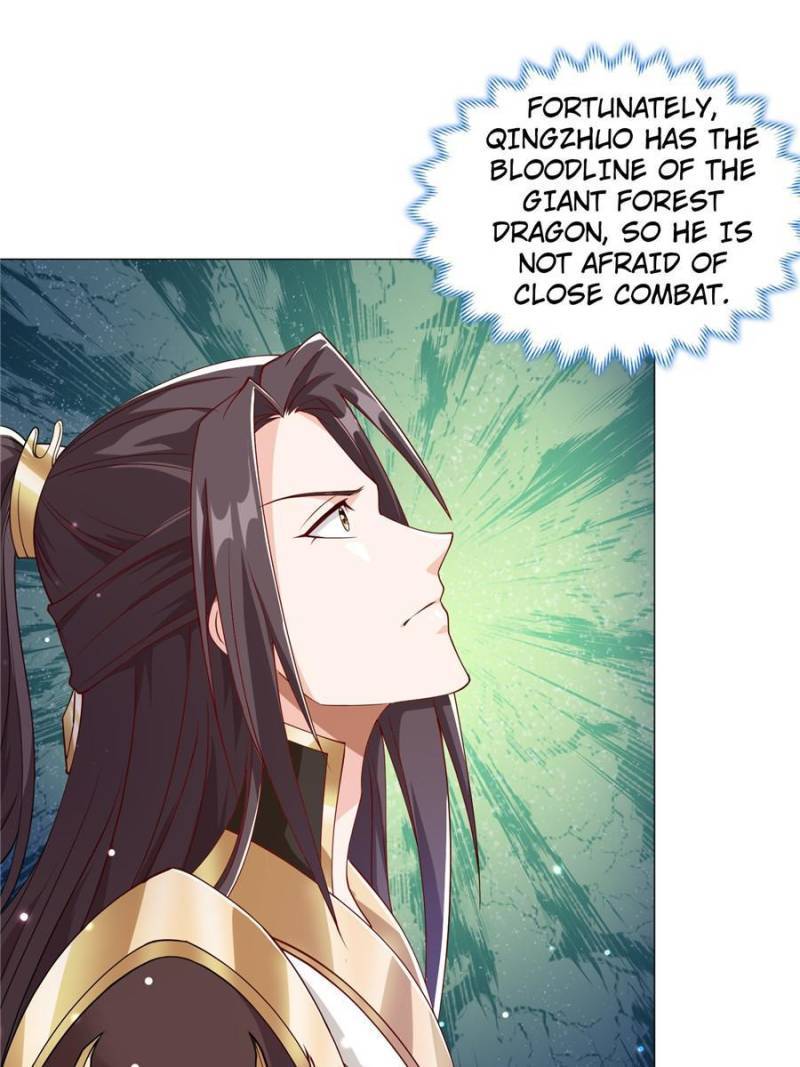 FORTUNATELY,
QINGZHUO HAS THE
BLOODLINE OF THE
GIANT FOREST
DRAGON, SO HE IS
NOT AFRAID OF
CLOSE COMBAT.